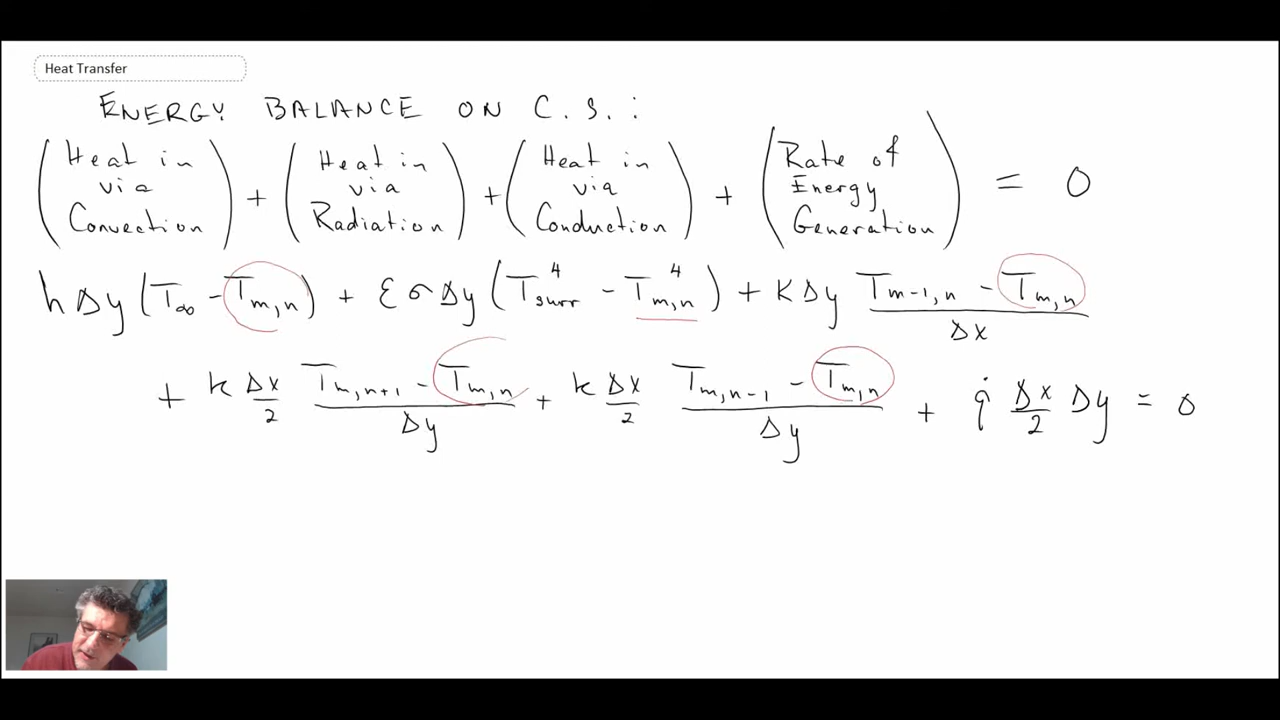 Heat Transfer
ENERGY BALANCE ON C.S.:
(Heat in via Convection) + (Heat in via Radiation) + (Heat in via Conduction) + (Rate of Energy Generation) = 0
hΔy (T∞ - Tm,n) + εσΔy (Tsurr⁴ - Tm,n⁴) + kΔy (Tm-1,n - Tm,n)/Δx
+ k Δx/2 (Tm,n+1 - Tm,n)/Δy + k Δx/2 (Tm,n-1 - Tm,n)/Δy + q̇ Δx/2 Δy = 0